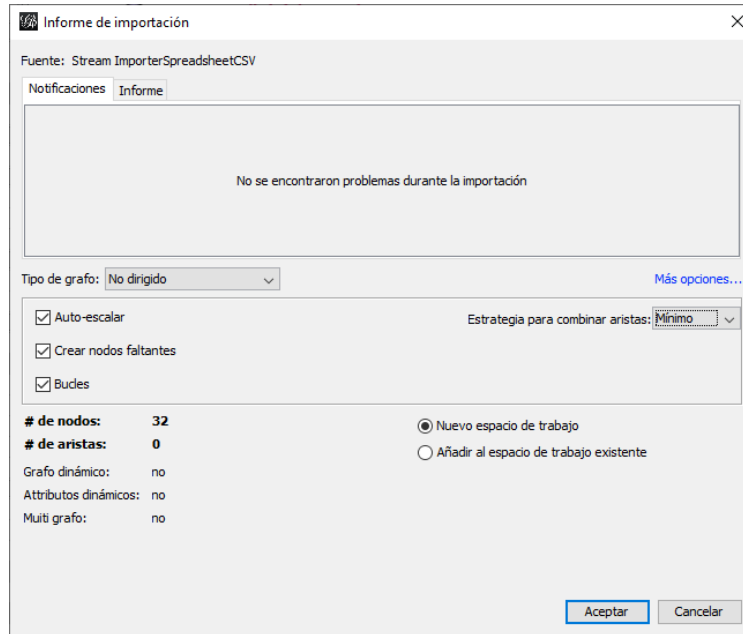 Informe de importación
Fuente: Stream ImporterSpreadsheetCSV
Notificaciones Informe
No se encontraron problemas durante la importación
Tipo de grafo: No dirigido
Más opciones...
Auto-escalar
Estrategia para combinar aristas: Mínimo
Crear nodos faltantes
Bucles
# de nodos: 32
Nuevo espacio de trabajo
# de aristas: 0
Añadir al espacio de trabajo existente
Grafo dinámico: no
Attributos dinámicos: no
Muiti grafo: no
Aceptar Cancelar